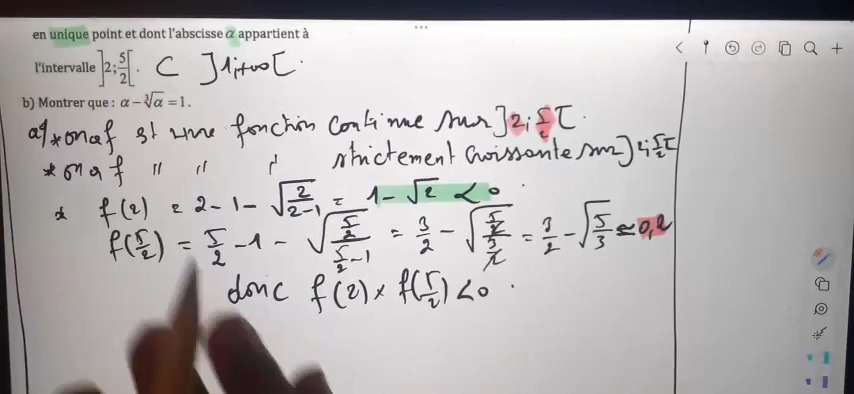 en unique point et dont l'abscisse α appartient à
l'intervalle ]2; 5/2[ . ⊂ ]1;+∞[.
b) Montrer que : α − ∛α = 1.
a) * on a f st une fonction continue sur ]2; 5/2[.
* on a f " " " strictement croissante sur ]2; 5/2[
* f(2) = 2-1-√(2/(2-1)) = 1-√2 < 0.
f(5/2) = 5/2 - 1 - √((5/2)/(5/2 - 1)) = 3/2 - √((5/2)/(3/2)) = 3/2 - √(5/3) ≃ 0,2
donc f(2) × f(5/2) < 0.